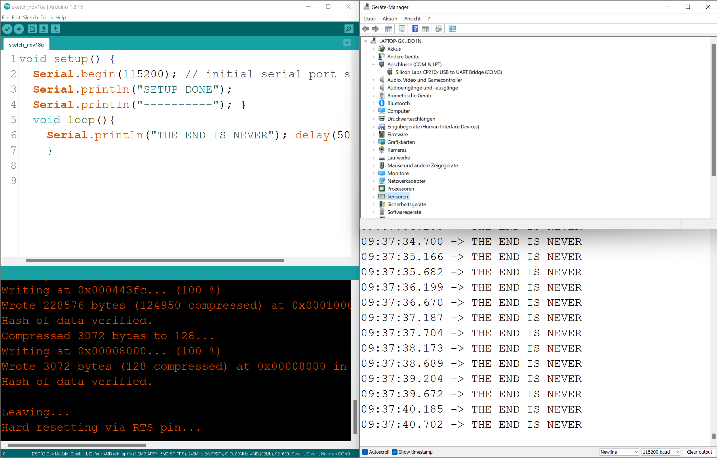 sketch_nov18a | Arduino 1.8.15
Edit Sketch Tools Help
sketch_nov18a
1 void setup() {
2 Serial.begin(115200); // initial serial port s
3 Serial.println("SETUP DONE");
4 Serial.println("----------"); }
5 void loop(){
6 Serial.println("THE END IS NEVER"); delay(50
7 }
8
9
Writing at 0x000443fc... (100 %)
Wrote 228576 bytes (124950 compressed) at 0x0001000
Hash of data verified.
Compressed 3072 bytes to 128...
Writing at 0x00008000... (100 %)
Wrote 3072 bytes (128 compressed) at 0x00008000 in
Hash of data verified.
Leaving...
Hard resetting via RTS pin...
Geräte-Manager
Datei Aktion Ansicht ?
Akkus
Andere Geräte
Anschlüsse (COM & LPT)
Silicon Labs CP210x USB to UART Bridge (COM3)
Audio, Video und Gamecontroller
Audioeingänge und -ausgänge
Biometrische Geräte
Bluetooth
Computer
Druckwarteschlangen
Eingabegeräte (Human Interface Devices)
Firmware
Grafikkarten
Kameras
Laufwerke
Mäuse und andere Zeigegeräte
Monitore
Netzwerkadapter
Prozessoren
Sensoren
Sicherheitsgeräte
Softwaregeräte
09:37:34.700 -> THE END IS NEVER
09:37:35.166 -> THE END IS NEVER
09:37:35.682 -> THE END IS NEVER
09:37:36.199 -> THE END IS NEVER
09:37:36.670 -> THE END IS NEVER
09:37:37.187 -> THE END IS NEVER
09:37:37.704 -> THE END IS NEVER
09:37:38.173 -> THE END IS NEVER
09:37:38.689 -> THE END IS NEVER
09:37:39.204 -> THE END IS NEVER
09:37:39.672 -> THE END IS NEVER
09:37:40.185 -> THE END IS NEVER
09:37:40.702 -> THE END IS NEVER
Autoscroll Show timestamp Newline 115200 baud Clear output